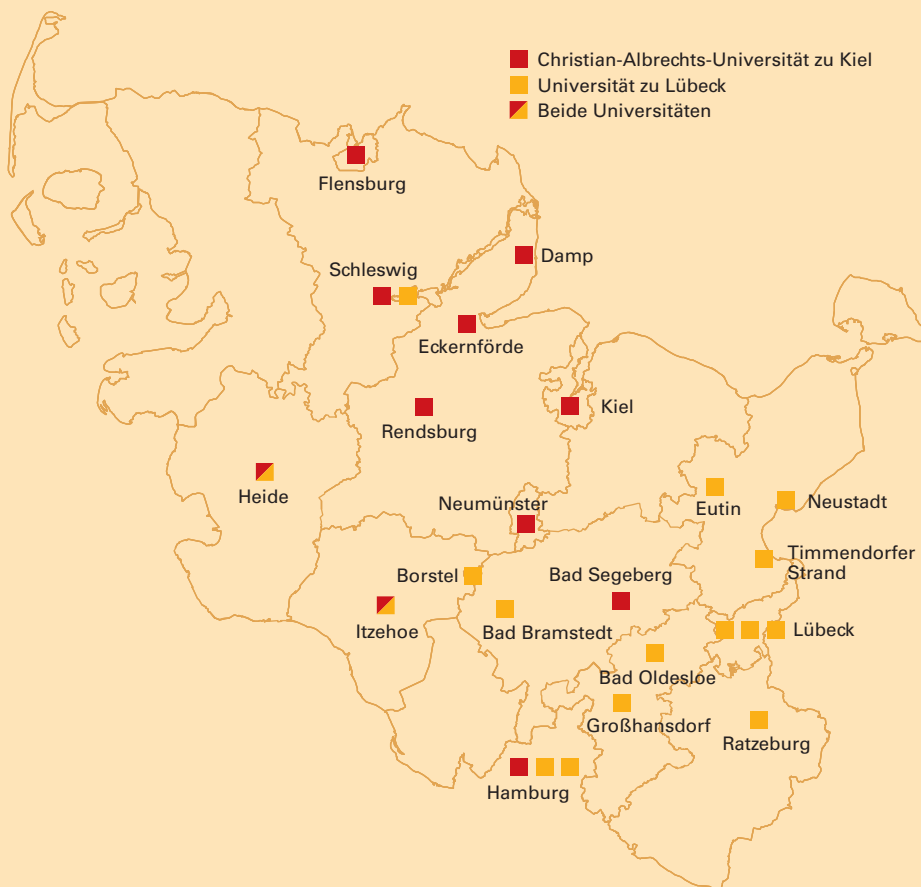 Christian-Albrechts-Universität zu Kiel
Universität zu Lübeck
Beide Universitäten
Flensburg
Damp
Schleswig
Eckernförde
Kiel
Rendsburg
Heide
Neumünster
Eutin
Neustadt
Timmendorfer
Strand
Borstel
Bad Segeberg
Itzehoe
Bad Bramstedt
Lübeck
Bad Oldesloe
Großhansdorf
Ratzeburg
Hamburg